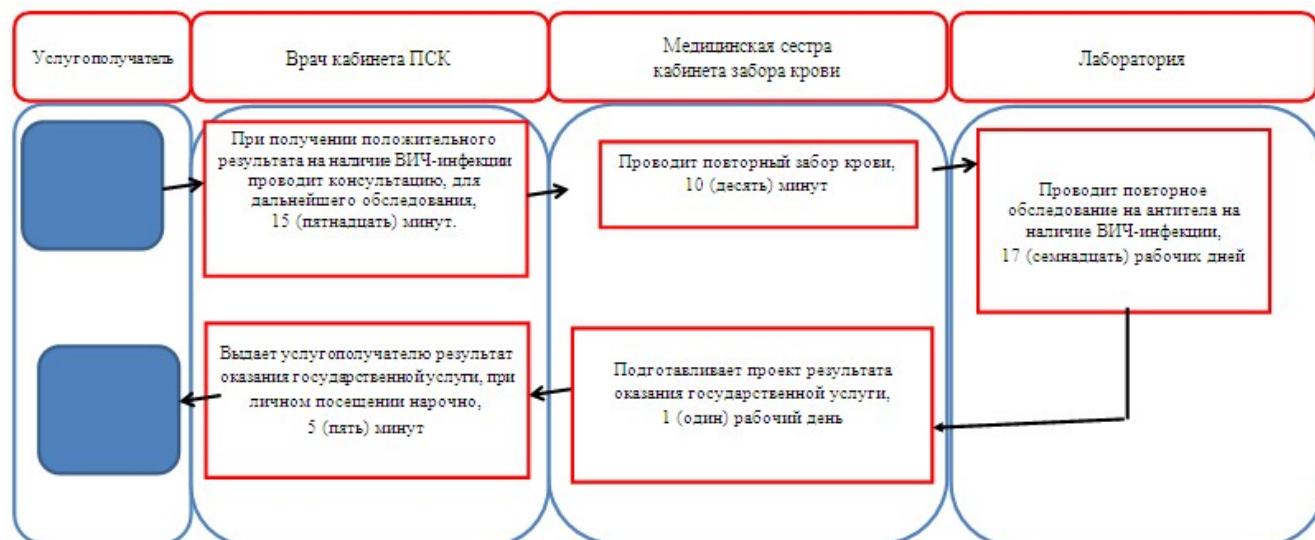 Услугополучатель
Врач кабинета ПСК
Медицинская сестра
кабинета забора крови
Лаборатория
При получении положительного
результата на наличие ВИЧ-инфекции
проводит консультацию, для
дальнейшего обследования,
15 (пятнадцать) минут.
Проводит повторный забор крови,
10 (десять) минут
Проводит повторное
обследование на антитела на
наличие ВИЧ-инфекции,
17 (семнадцать) рабочих дней
Выдает услугополучателю результат
оказания государственной услуги, при
личном посещении нарочно,
5 (пять) минут
Подготавливает проект результата
оказания государственной услуги,
1 (один) рабочий день